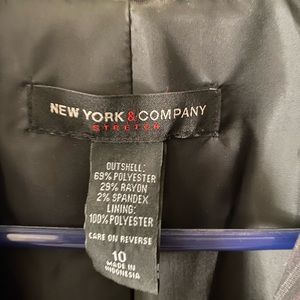 NEW YORK & COMPANY
STRETCH
OUTSHELL:
69% POLYESTER
29% RAYON
2% SPANDEX
LINING:
100% POLYESTER
CARE ON REVERSE
10
MADE IN
INDONESIA